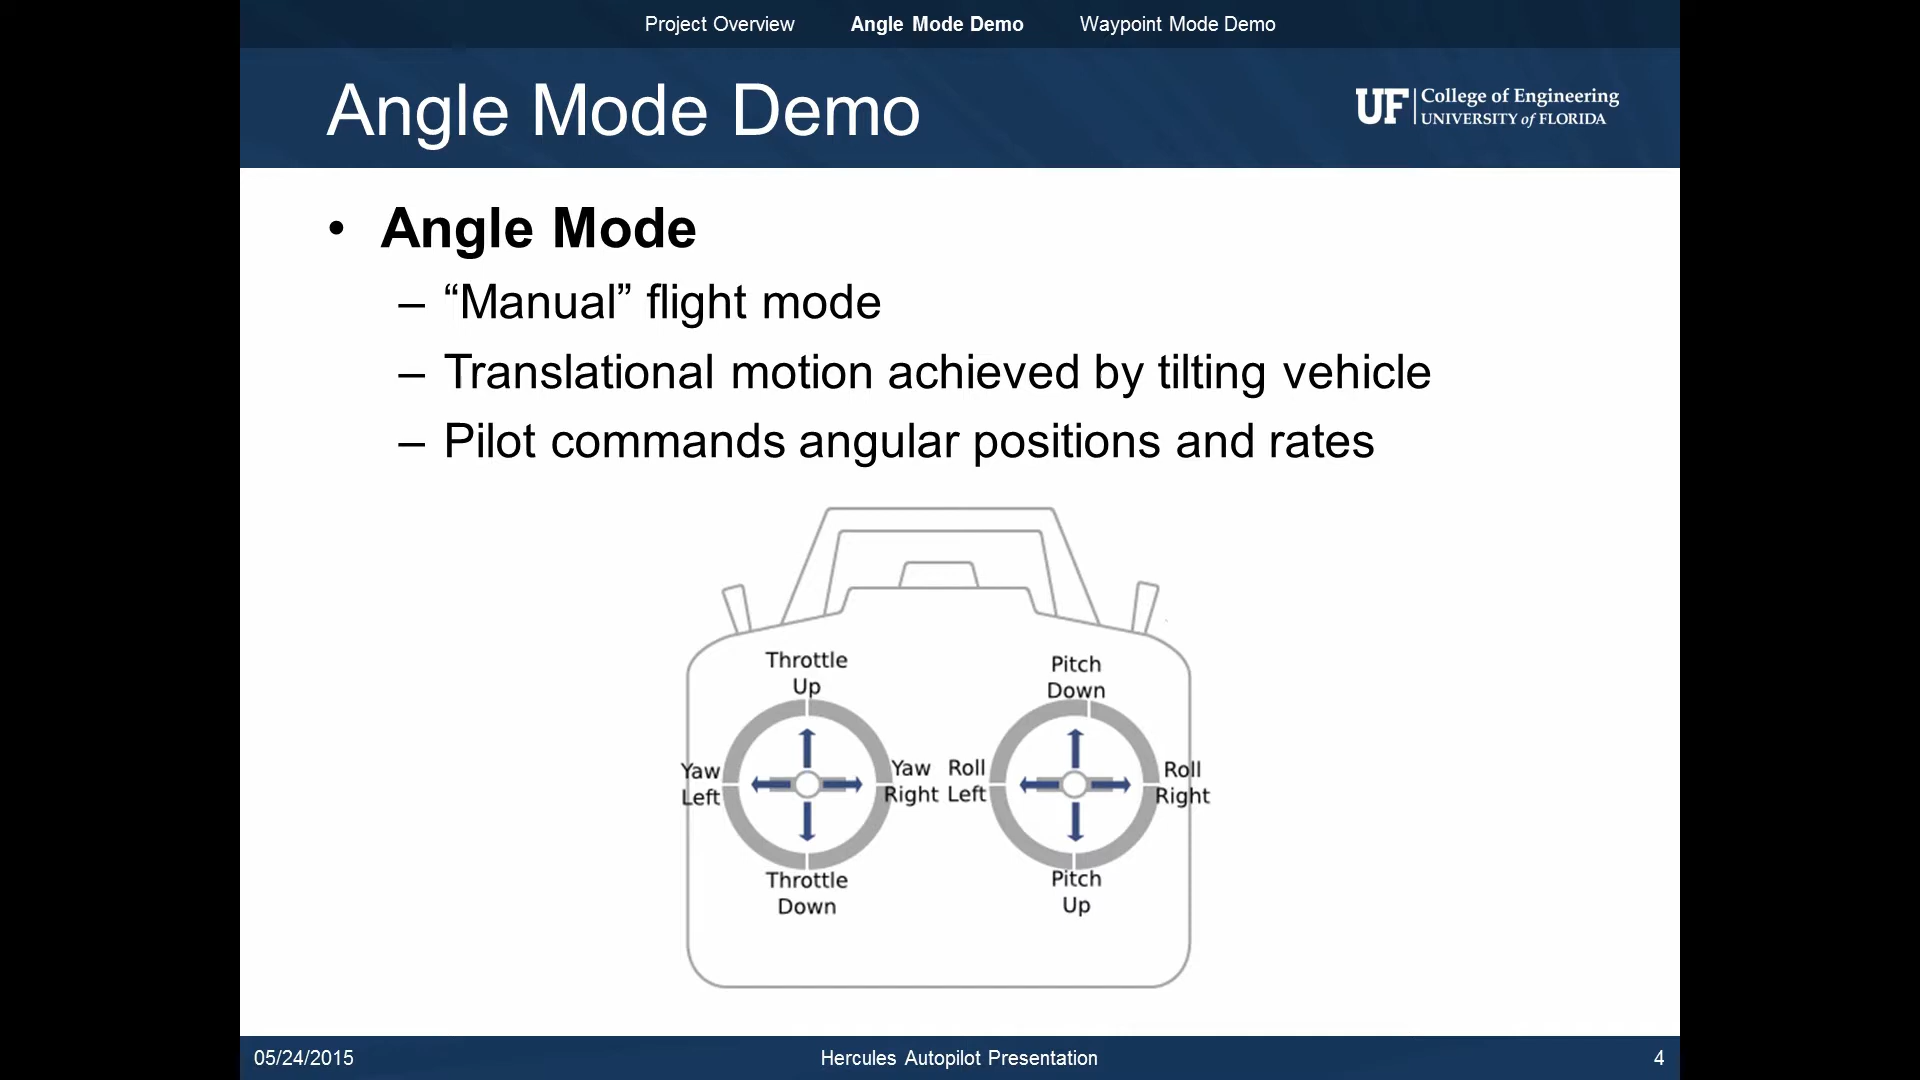 Project Overview Angle Mode Demo Waypoint Mode Demo
Angle Mode Demo
UF College of Engineering
UNIVERSITY of FLORIDA
• Angle Mode
– “Manual” flight mode
– Translational motion achieved by tilting vehicle
– Pilot commands angular positions and rates
Throttle
Up
Pitch
Down
Yaw
Left
Yaw
Right
Roll
Left
Roll
Right
Throttle
Down
Pitch
Up
05/24/2015 Hercules Autopilot Presentation 4